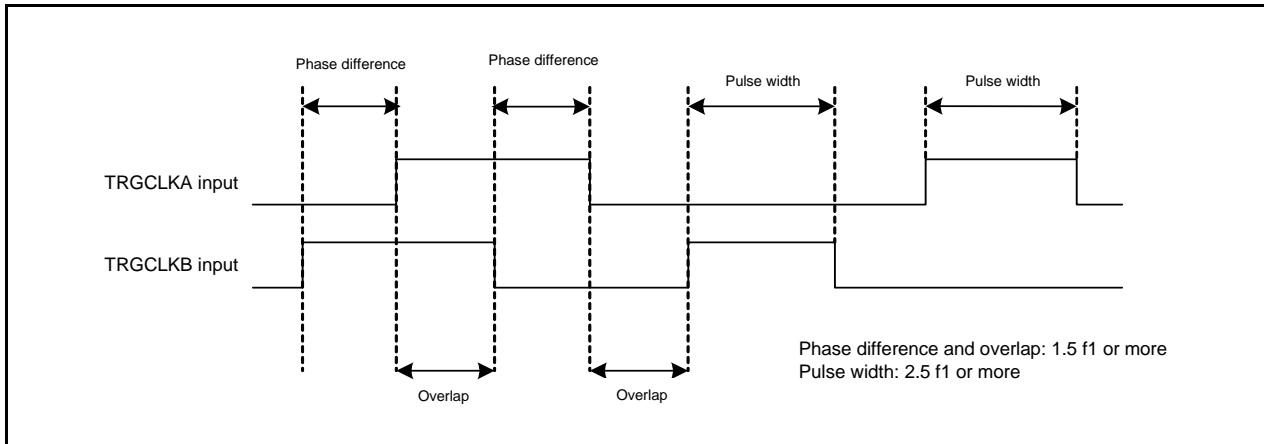 Phase difference
Phase difference
Pulse width
Pulse width
TRGCLKA input
TRGCLKB input
Phase difference and overlap: 1.5 f1 or more
Pulse width: 2.5 f1 or more
Overlap
Overlap